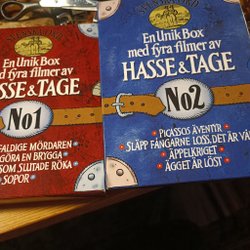 En Unik Box
med fyra filmer av
SSE & TAGE
No1
FALDIGE MÖRDAREN
GÖRA EN BRYGGA
SOM SLUTADE RÖKA
SOPOR
En Unik Box
med fyra filmer av
HASSE & TAGE
No2
• PICASSOS ÄVENTYR
• SLÄPP FÅNGARNE LOSS, DET ÄR VÅ
• ÄPPELKRIGET •
ÄGGET ÄR LÖST